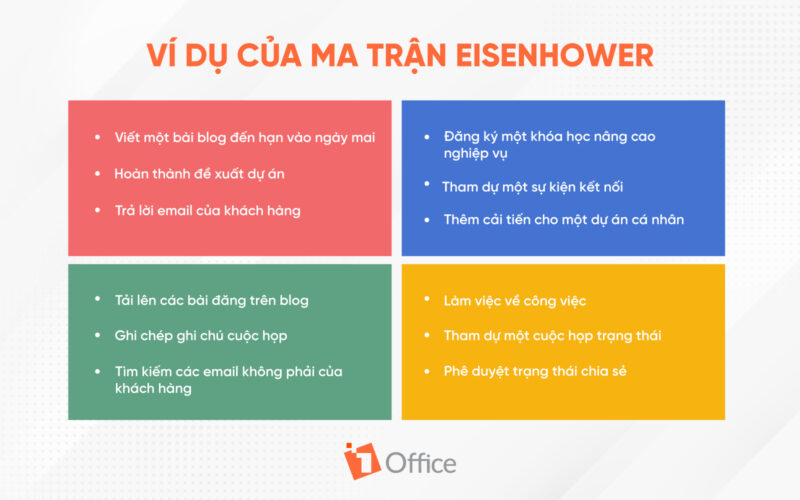 VÍ DỤ CỦA MA TRẬN EISENHOWER
Viết một bài blog đến hạn vào ngày mai
Hoàn thành đề xuất dự án
Trả lời email của khách hàng
Đăng ký một khóa học nâng cao
nghiệp vụ
Tham dự một sự kiện kết nối
Thêm cải tiến cho một dự án cá nhân
Tải lên các bài đăng trên blog
Ghi chép ghi chú cuộc họp
Tìm kiếm các email không phải của
khách hàng
Làm việc về công việc
Tham dự một cuộc họp trạng thái
Phê duyệt trạng thái chia sẻ
1Office